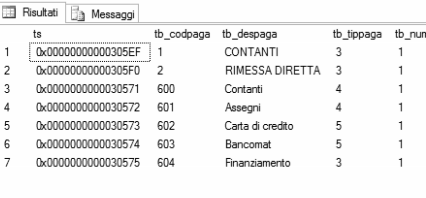 Risultati Messaggi
ts tb_codpaga tb_despaga tb_tippaga tb_nun
1 0x00000000000305EF 1 CONTANTI 3 1
2 0x00000000000305F0 2 RIMESSA DIRETTA 3 1
3 0x0000000000030571 600 Contanti 4 1
4 0x0000000000030572 601 Assegni 4 1
5 0x0000000000030573 602 Carta di credito 5 1
6 0x0000000000030574 603 Bancomat 5 1
7 0x0000000000030575 604 Finanziamento 3 1